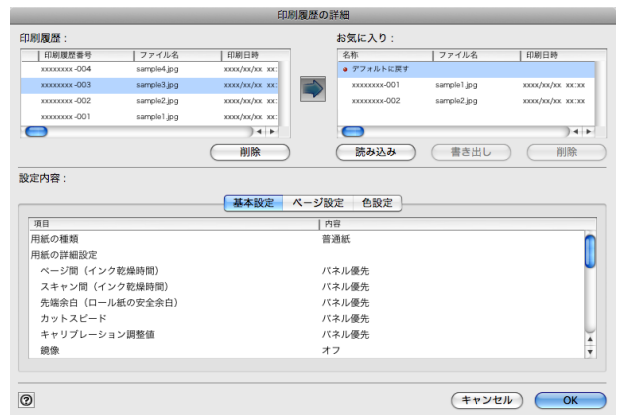 印刷履歴の詳細
印刷履歴：
印刷履歴番号 ファイル名 印刷日時
xxxxxxxx-004 sample4.jpg xxxx/xx/xx xx:
xxxxxxxx-003 sample3.jpg xxxx/xx/xx xx:
xxxxxxxx-002 sample2.jpg xxxx/xx/xx xx:
xxxxxxxx-001 sample1.jpg xxxx/xx/xx xx:
削除
お気に入り：
名称 ファイル名 印刷日時
デフォルトに戻す
xxxxxxxx-001 sample1.jpg xxxx/xx/xx xx:xx
xxxxxxxx-002 sample2.jpg xxxx/xx/xx xx:xx
読み込み 書き出し 削除
設定内容：
基本設定 ページ設定 色設定
項目 内容
用紙の種類 普通紙
用紙の詳細設定
ページ間（インク乾燥時間） パネル優先
スキャン間（インク乾燥時間） パネル優先
先端余白（ロール紙の安全余白） パネル優先
カットスピード パネル優先
キャリブレーション調整値 パネル優先
鏡像 オフ
? キャンセル OK